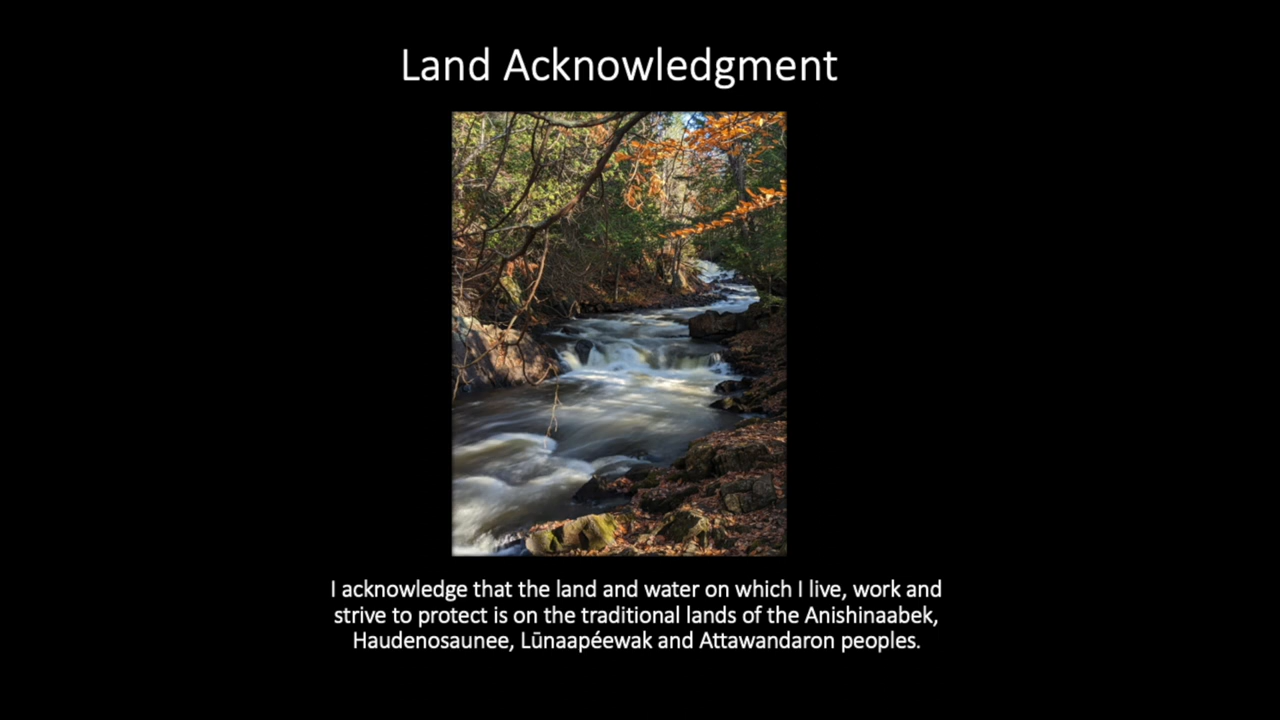 Land Acknowledgment
I acknowledge that the land and water on which I live, work and
strive to protect is on the traditional lands of the Anishinaabek,
Haudenosaunee, Lūnaapéewak and Attawandaron peoples.